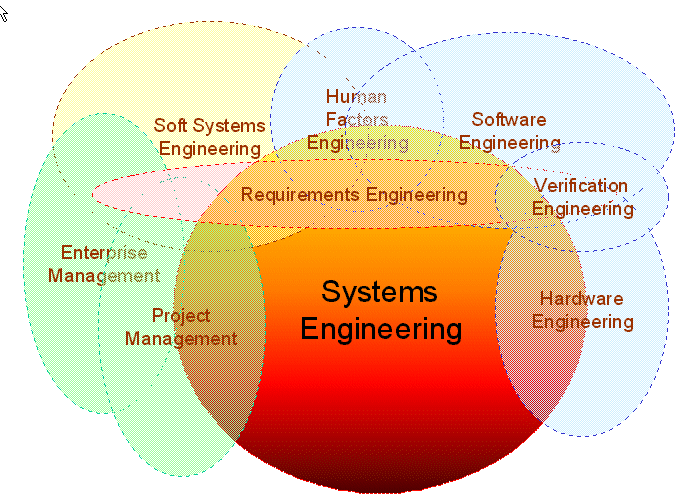 Human
Factors
Engineering
Soft Systems
Engineering
Software
Engineering
Requirements Engineering
Verification
Engineering
Enterprise
Management
Systems
Engineering
Project
Management
Hardware
Engineering